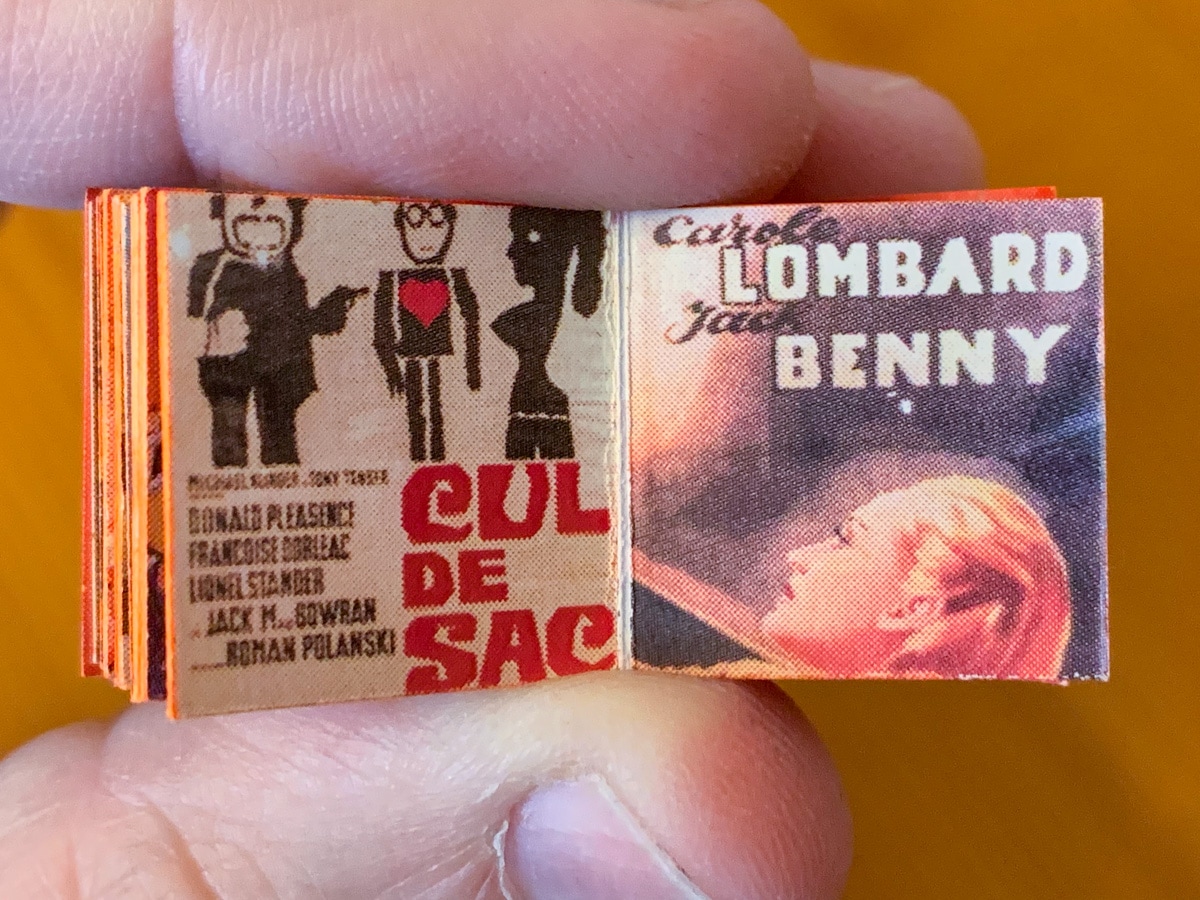 MICHAEL KLINGER and TONY TENSER
DONALD PLEASENCE
FRANCOISE DORLEAC
LIONEL STANDER
JACK MacGOWRAN
ROMAN POLANSKI
CUL
DE
SAC
Carole
LOMBARD
Jack
BENNY